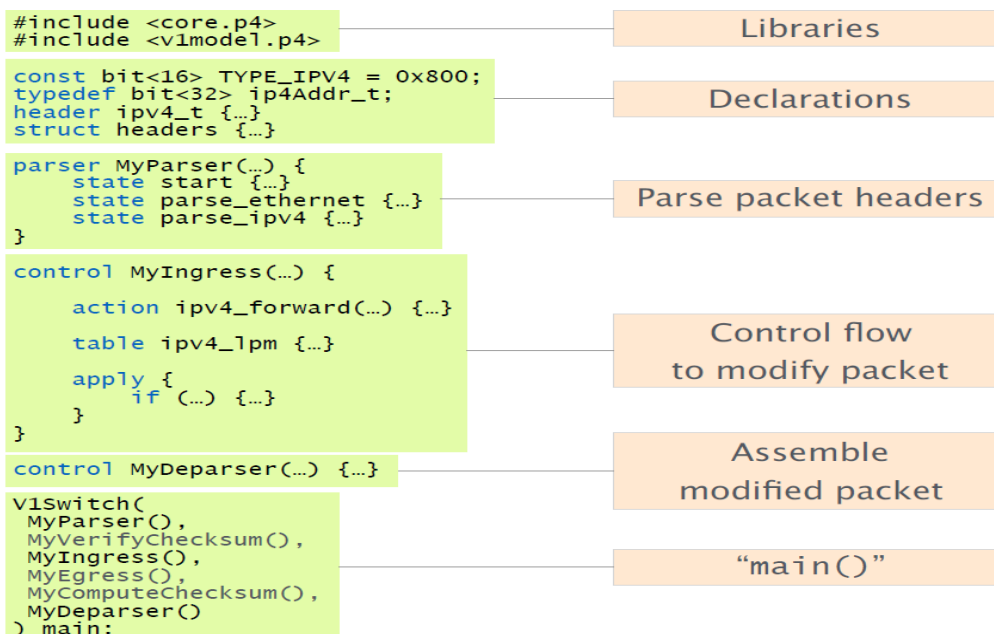 #include <core.p4>
#include <v1model.p4>
Libraries
const bit<16> TYPE_IPV4 = 0x800;
typedef bit<32> ip4Addr_t;
header ipv4_t {…}
struct headers {…}
Declarations
parser MyParser(…) {
state start {…}
state parse_ethernet {…}
state parse_ipv4 {…}
}
Parse packet headers
control MyIngress(…) {
action ipv4_forward(…) {…}
table ipv4_lpm {…}
apply {
if (…) {…}
}
}
Control flow
to modify packet
control MyDeparser(…) {…}
Assemble
modified packet
V1Switch(
MyParser(),
MyVerifyChecksum(),
MyIngress(),
MyEgress(),
MyComputeChecksum(),
MyDeparser()
) main;
“main()”